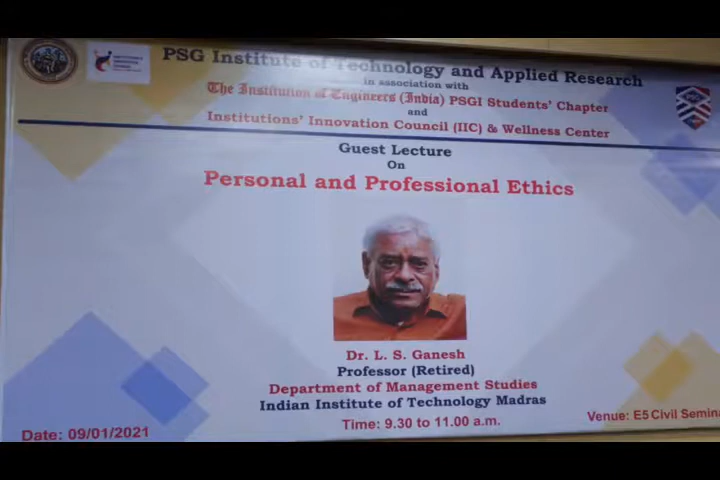 PSG Institute of Technology and Applied Research
in association with
The Institution of Engineers (India) PSGI Students' Chapter
and
Institutions' Innovation Council (IIC) & Wellness Center
Guest Lecture
On
Personal and Professional Ethics
Dr. L. S. Ganesh
Professor (Retired)
Department of Management Studies
Indian Institute of Technology Madras
Time: 9.30 to 11.00 a.m.
Date: 09/01/2021
Venue: E5 Civil Semina